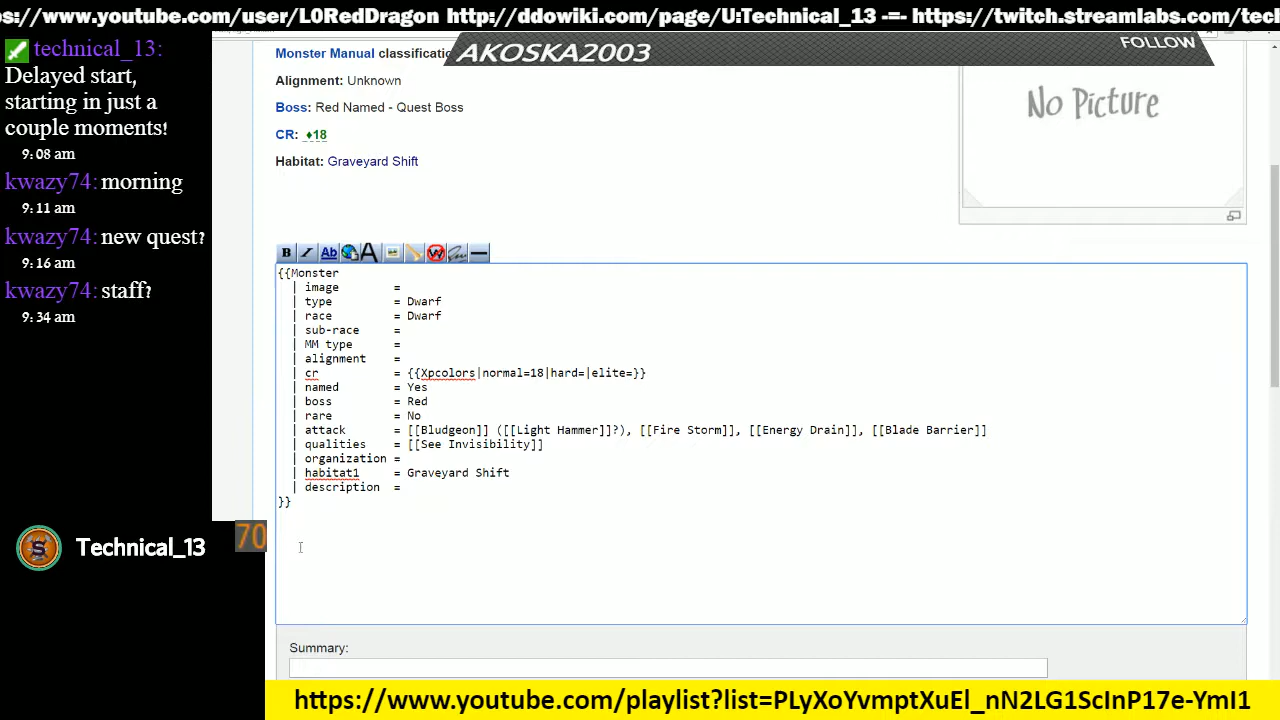 s://www.youtube.com/user/L0RedDragon http://ddowiki.com/page/U:Technical_13 -=- https://twitch.streamlabs.com/tec
technical_13:
Delayed start,
starting in just a
couple moments!
9:08 am
kwazy74: morning
9:11 am
kwazy74: new quest?
9:16 am
kwazy74: staff?
9:34 am
Technical_13
70
AKOSKA2003
FOLLOW
Monster Manual classificatio
Alignment: Unknown
Boss: Red Named - Quest Boss
CR: ♦18
Habitat: Graveyard Shift
No Picture
B I Ab A W
{{Monster
| image =
| type = Dwarf
| race = Dwarf
| sub-race =
| MM type =
| alignment =
| cr = {{Xpcolors|normal=18|hard=|elite=}}
| named = Yes
| boss = Red
| rare = No
| attack = [[Bludgeon]] ([[Light Hammer]]?), [[Fire Storm]], [[Energy Drain]], [[Blade Barrier]]
| qualities = [[See Invisibility]]
| organization =
| habitat1 = Graveyard Shift
| description =
}}
Summary:
https://www.youtube.com/playlist?list=PLyXoYvmptXuEl_nN2LG1ScInP17e-YmI1